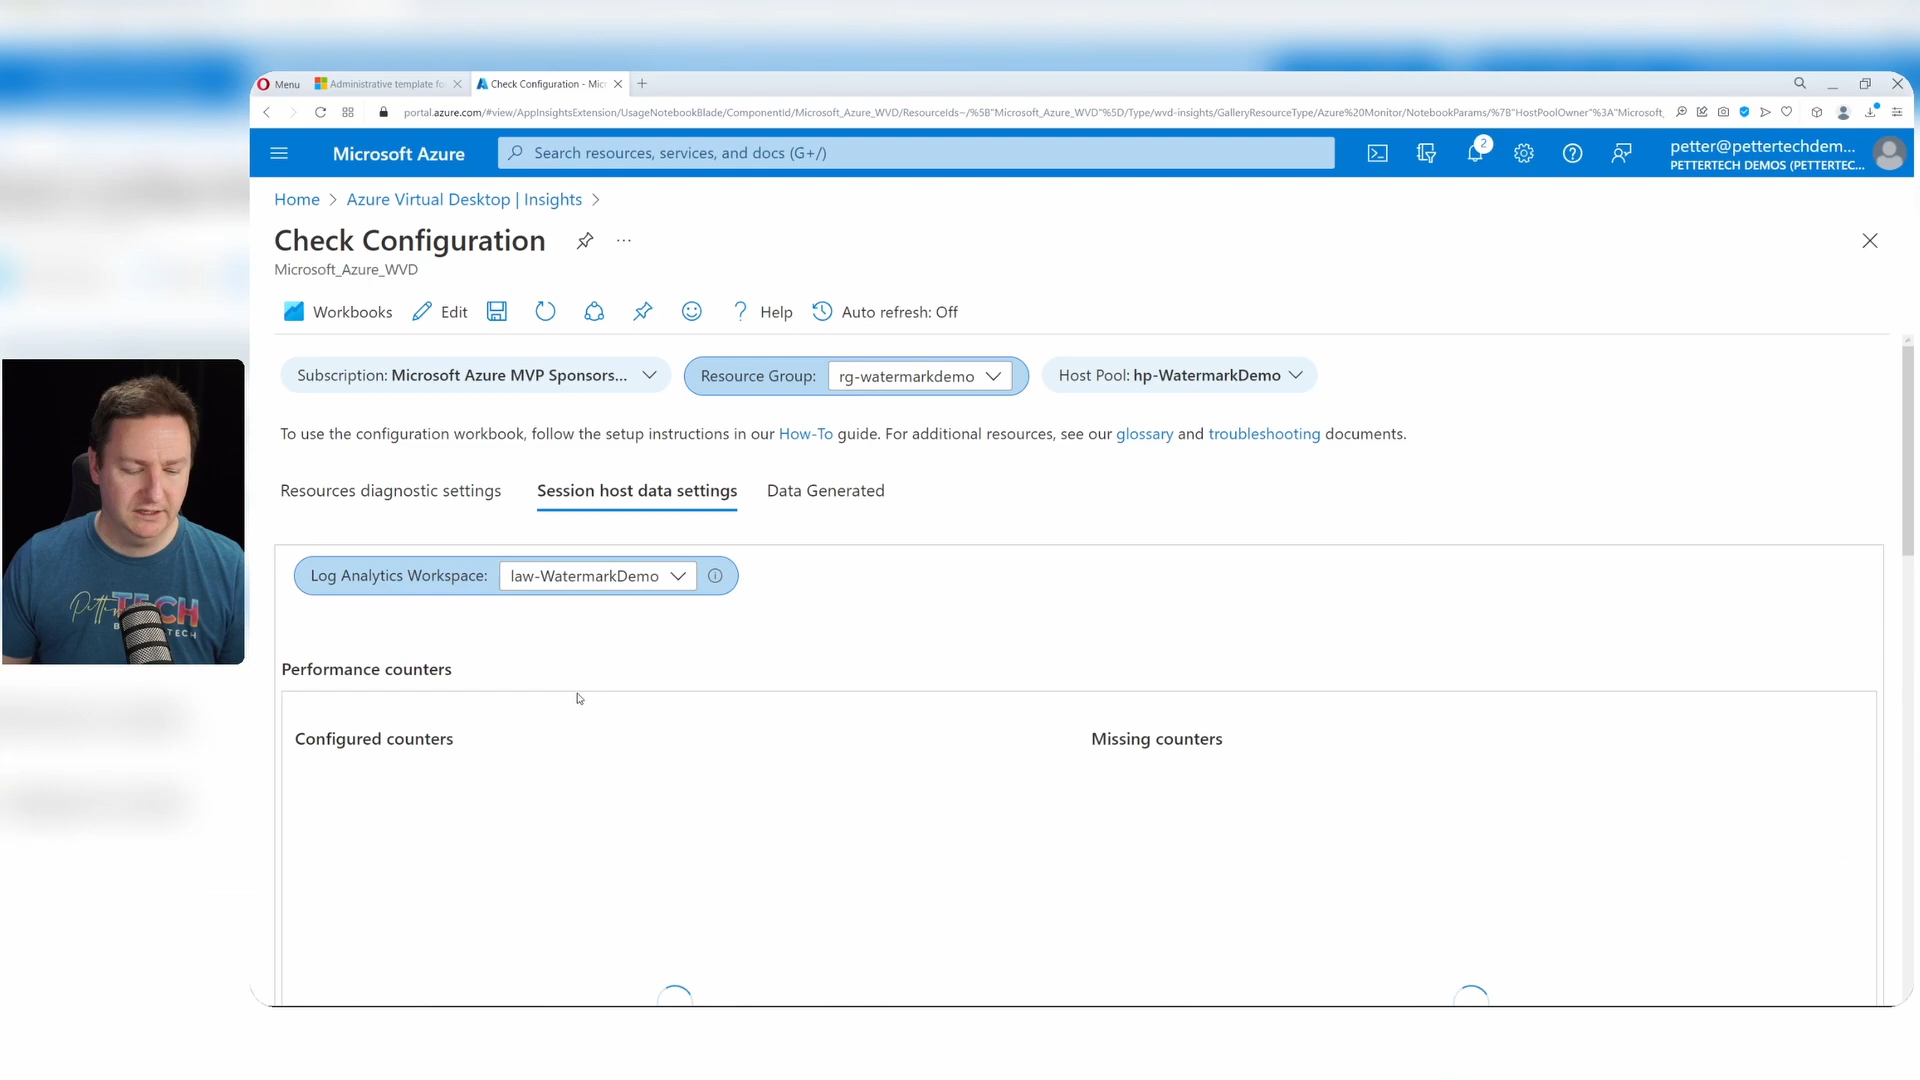 Menu
Administrative template fo
Check Configuration - Mic
portal.azure.com/#view/AppInsightsExtension/UsageNotebookBlade/ComponentId/Microsoft_Azure_WVD/ResourceIds~/%5B"Microsoft_Azure_WVD"%5D/Type/wvd-insights/GalleryResourceType/Azure%20Monitor/NotebookParams/%7B"HostPoolOwner"%3A"Microsoft.
Microsoft Azure
Search resources, services, and docs (G+/)
2
petter@pettertechdem...
PETTERTECH DEMOS (PETTERTEC...
Home > Azure Virtual Desktop | Insights >
Check Configuration
Microsoft_Azure_WVD
Workbooks
Edit
Help
Auto refresh: Off
Subscription: Microsoft Azure MVP Sponsors...
Resource Group: rg-watermarkdemo
Host Pool: hp-WatermarkDemo
To use the configuration workbook, follow the setup instructions in our How-To guide. For additional resources, see our glossary and troubleshooting documents.
Resources diagnostic settings
Session host data settings
Data Generated
Log Analytics Workspace: law-WatermarkDemo
Performance counters
Configured counters
Missing counters
TECH